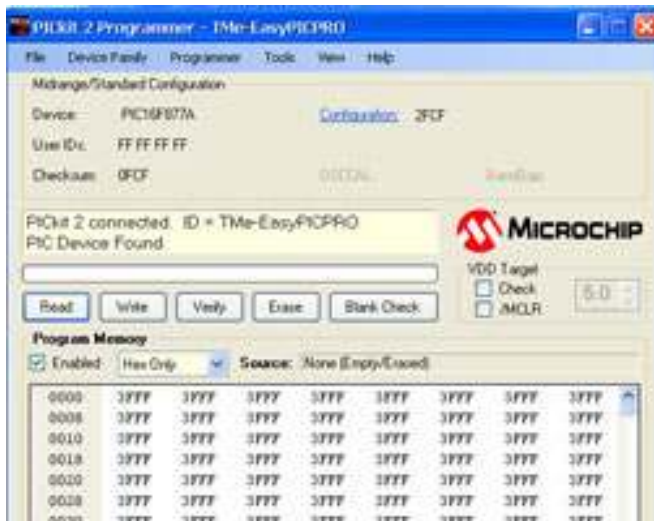 PICkit 2 Programmer - TMe-EasyPICPRO
File Device Family Programmer Tools View Help
Midrange/Standard Configuration
Device: PIC16F877A Configuration: 2FCF
User IDs: FF FF FF FF
Checksum: 0FCF OSCCAL: BandGap:
PICkit 2 connected. ID = TMe-EasyPICPRO
PIC Device Found
MICROCHIP
VDD Target
Check
/MCLR
5.0
Read Write Verify Erase Blank Check
Program Memory
Enabled Hex Only Source: None (Empty/Erased)
0000 3FFF 3FFF 3FFF 3FFF 3FFF 3FFF 3FFF 3FFF
0008 3FFF 3FFF 3FFF 3FFF 3FFF 3FFF 3FFF 3FFF
0010 3FFF 3FFF 3FFF 3FFF 3FFF 3FFF 3FFF 3FFF
0018 3FFF 3FFF 3FFF 3FFF 3FFF 3FFF 3FFF 3FFF
0020 3FFF 3FFF 3FFF 3FFF 3FFF 3FFF 3FFF 3FFF
0028 3FFF 3FFF 3FFF 3FFF 3FFF 3FFF 3FFF 3FFF